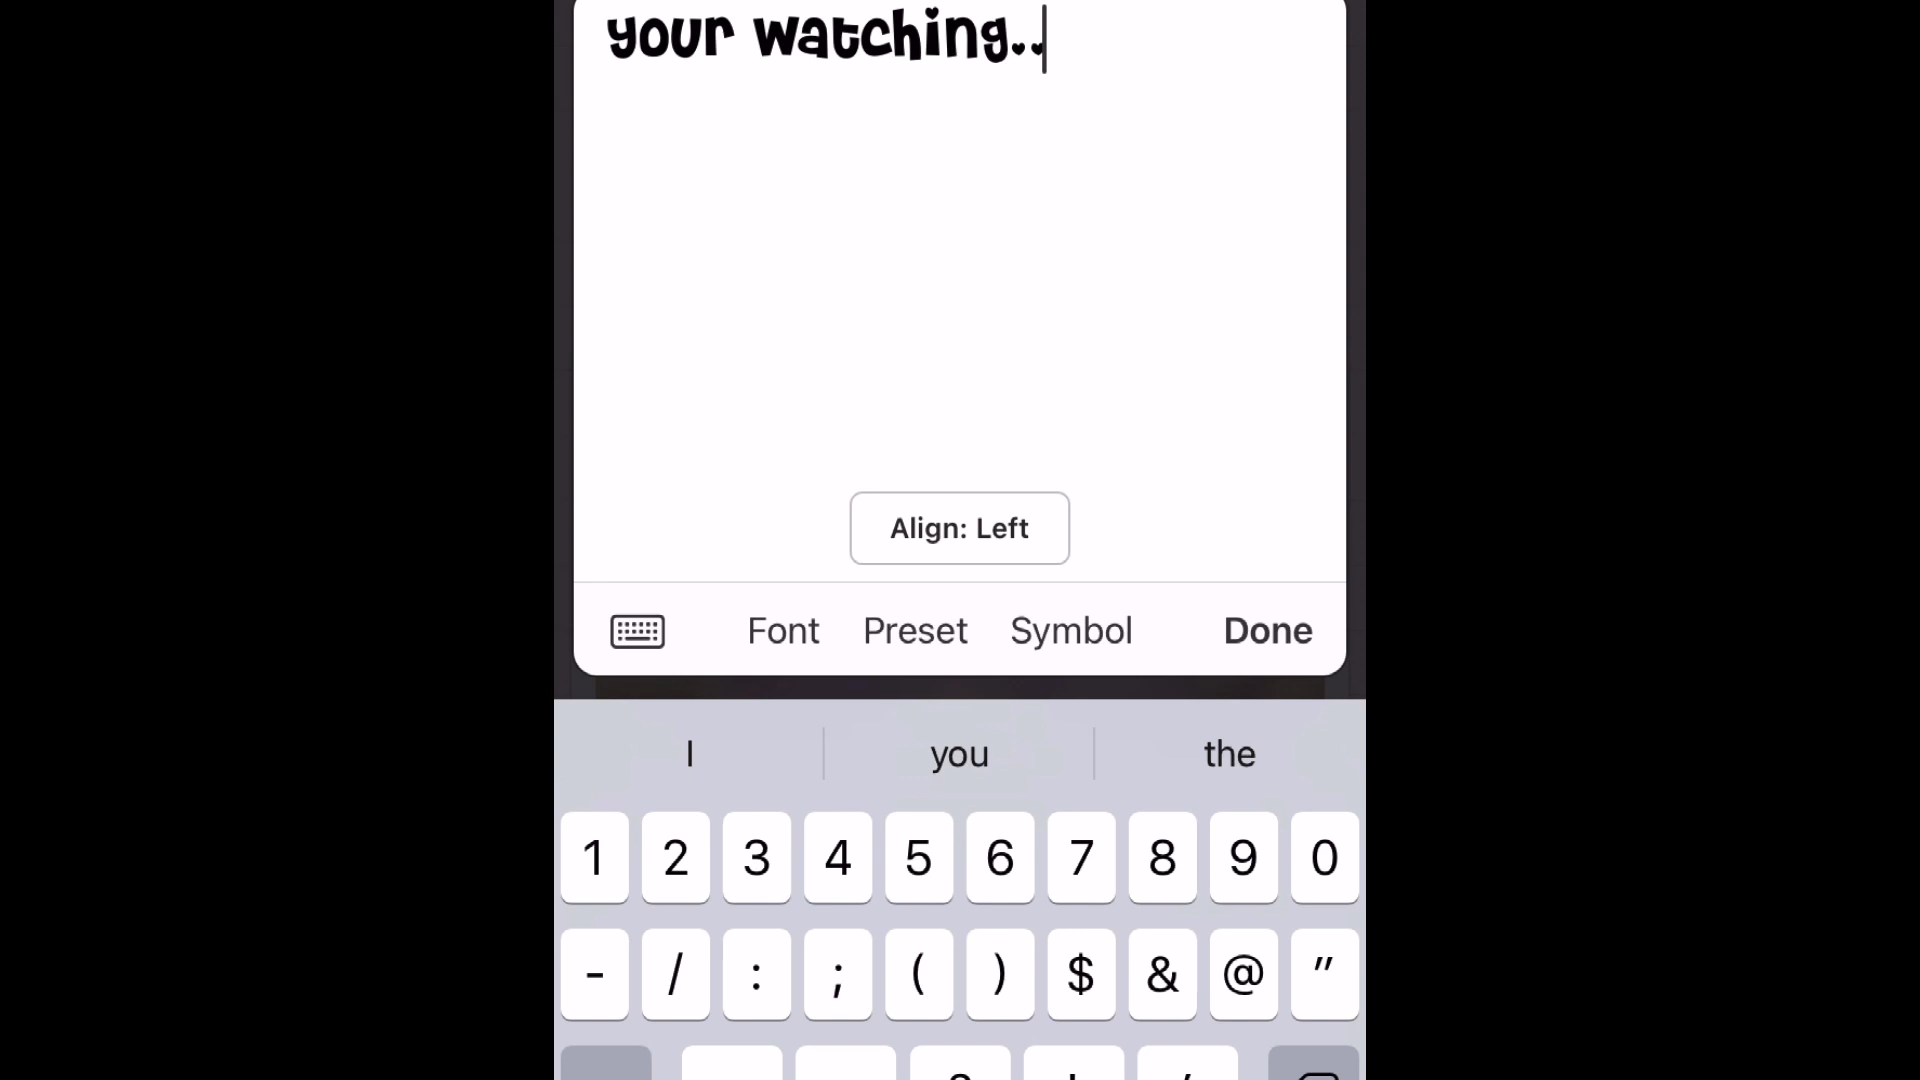 your watching..
Align: Left
Font Preset Symbol Done
I you the
1 2 3 4 5 6 7 8 9 0
- / : ; ( ) $ & @ "